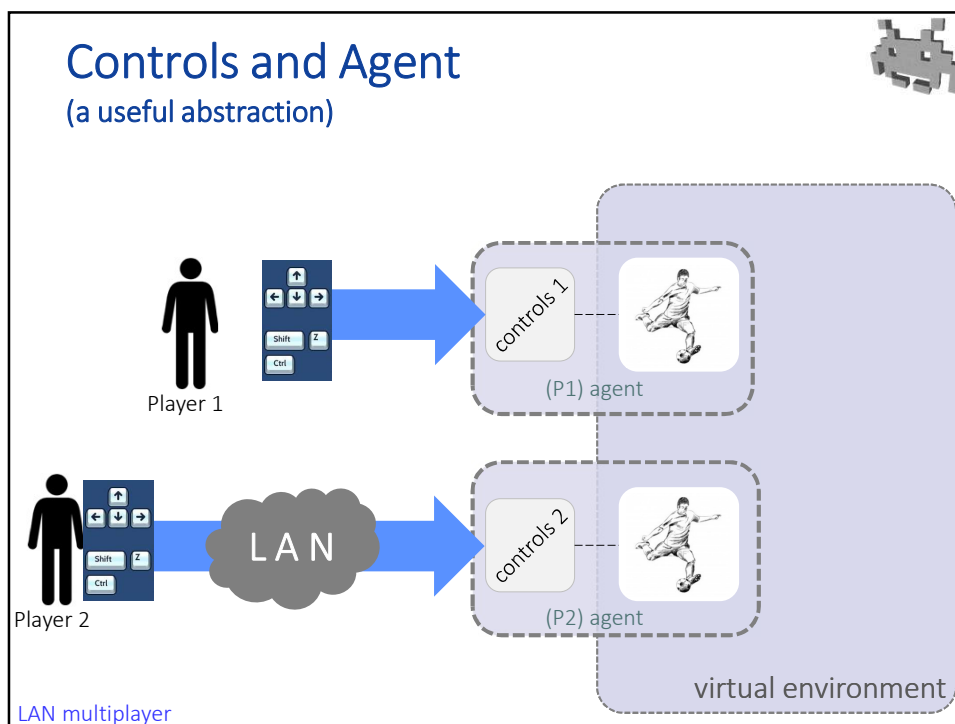 Controls and Agent
(a useful abstraction)
↑
← ↓ →
Shift Z
Ctrl
Player 1
controls 1
(P1) agent
↑
← ↓ →
Shift Z
Ctrl
Player 2
LAN
controls 2
(P2) agent
virtual environment
LAN multiplayer